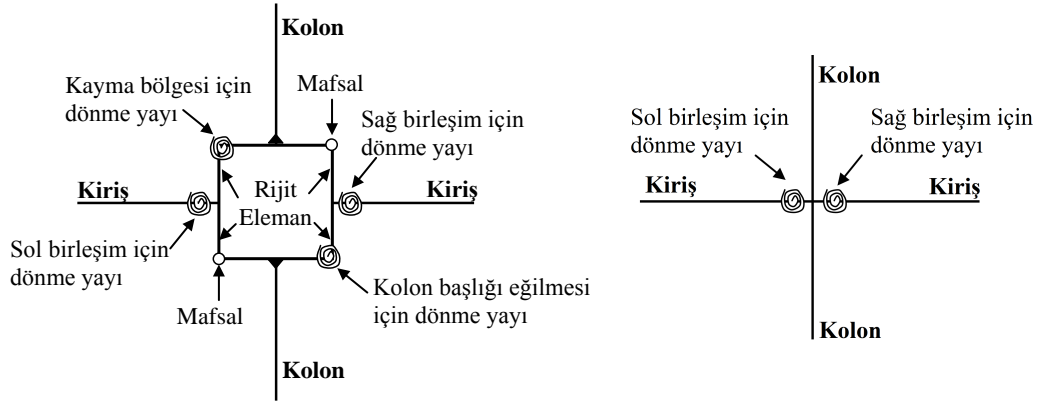 Kolon
Kayma bölgesi için
dönme yayı
Mafsal
Sağ birleşim için
dönme yayı
Kiriş
Rijit
Eleman
Kiriş
Sol birleşim için
dönme yayı
Mafsal
Kolon başlığı eğilmesi
için dönme yayı
Kolon
Kolon
Sol birleşim için
dönme yayı
Sağ birleşim için
dönme yayı
Kiriş
Kiriş
Kolon